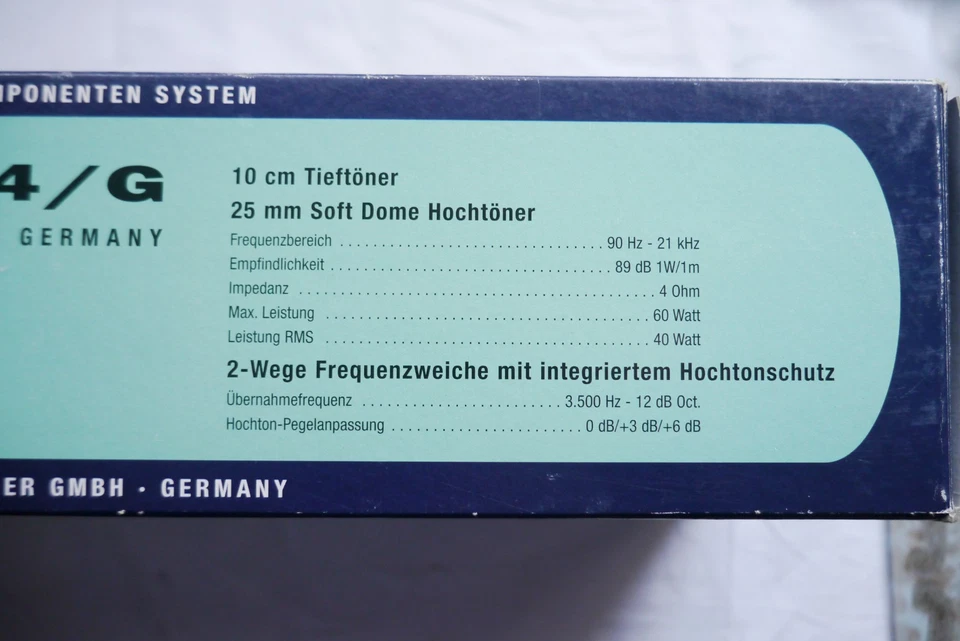 MPONENTEN SYSTEM
4/G
GERMANY
10 cm Tieftöner
25 mm Soft Dome Hochtöner
Frequenzbereich . . . . . . . . . . . . . . . . . . . . . . . . . . . . . . . . 90 Hz - 21 kHz
Empfindlichkeit . . . . . . . . . . . . . . . . . . . . . . . . . . . . . . . . . . 89 dB 1W/1m
Impedanz . . . . . . . . . . . . . . . . . . . . . . . . . . . . . . . . . . . . . . . . . . . 4 Ohm
Max. Leistung . . . . . . . . . . . . . . . . . . . . . . . . . . . . . . . . . . . . . . . 60 Watt
Leistung RMS . . . . . . . . . . . . . . . . . . . . . . . . . . . . . . . . . . . . . . . 40 Watt
2-Wege Frequenzweiche mit integriertem Hochtonschutz
Übernahmefrequenz . . . . . . . . . . . . . . . . . . . . . . . . 3.500 Hz - 12 dB Oct.
Hochton-Pegelanpassung . . . . . . . . . . . . . . . . . . . . . . . 0 dB/+3 dB/+6 dB
ER GMBH · GERMANY